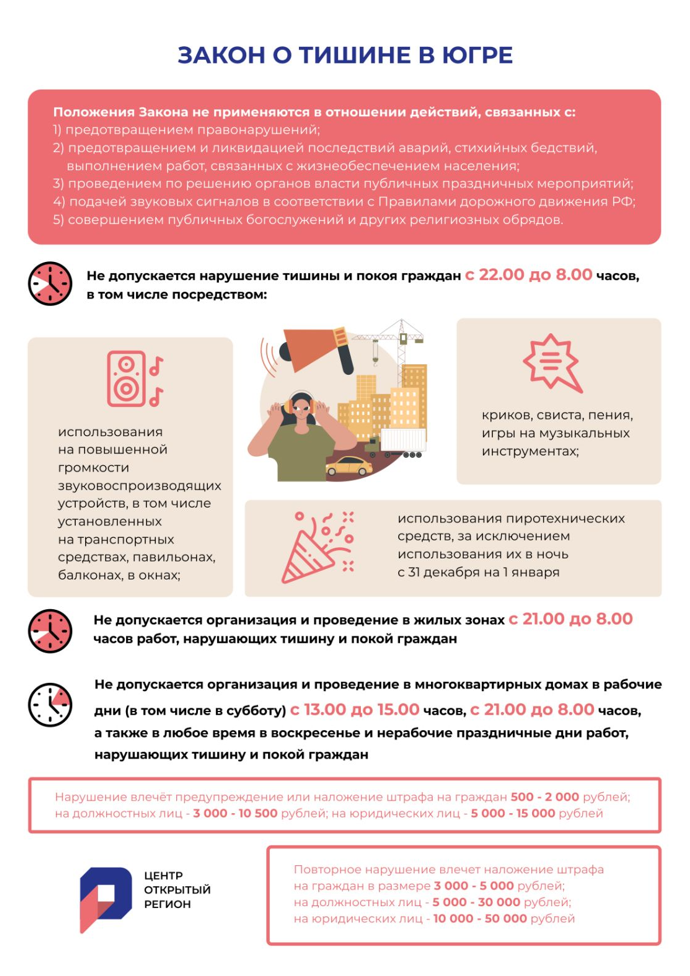 ЗАКОН О ТИШИНЕ В ЮГРЕ
Положения Закона не применяются в отношении действий, связанных с:
1) предотвращением правонарушений;
2) предотвращением и ликвидацией последствий аварий, стихийных бедствий,
выполнением работ, связанных с жизнеобеспечением населения;
3) проведением по решению органов власти публичных праздничных мероприятий;
4) подачей звуковых сигналов в соответствии с Правилами дорожного движения РФ;
5) совершением публичных богослужений и других религиозных обрядов.
Не допускается нарушение тишины и покоя граждан с 22.00 до 8.00 часов,
в том числе посредством:
использования
на повышенной
громкости
звуковоспроизводящих
устройств, в том числе
установленных
на транспортных
средствах, павильонах,
балконах, в окнах;
криков, свиста, пения,
игры на музыкальных
инструментах;
использования пиротехнических
средств, за исключением
использования их в ночь
с 31 декабря на 1 января
Не допускается организация и проведение в жилых зонах с 21.00 до 8.00
часов работ, нарушающих тишину и покой граждан
Не допускается организация и проведение в многоквартирных домах в рабочие
дни (в том числе в субботу) с 13.00 до 15.00 часов, с 21.00 до 8.00 часов,
а также в любое время в воскресенье и нерабочие праздничные дни работ,
нарушающих тишину и покой граждан
Нарушение влечёт предупреждение или наложение штрафа на граждан 500 - 2 000 рублей;
на должностных лиц - 3 000 - 10 500 рублей; на юридических лиц - 5 000 - 15 000 рублей
ЦЕНТР
ОТКРЫТЫЙ
РЕГИОН
Повторное нарушение влечет наложение штрафа
на граждан в размере 3 000 - 5 000 рублей;
на должностных лиц - 5 000 - 30 000 рублей;
на юридических лиц - 10 000 - 50 000 рублей